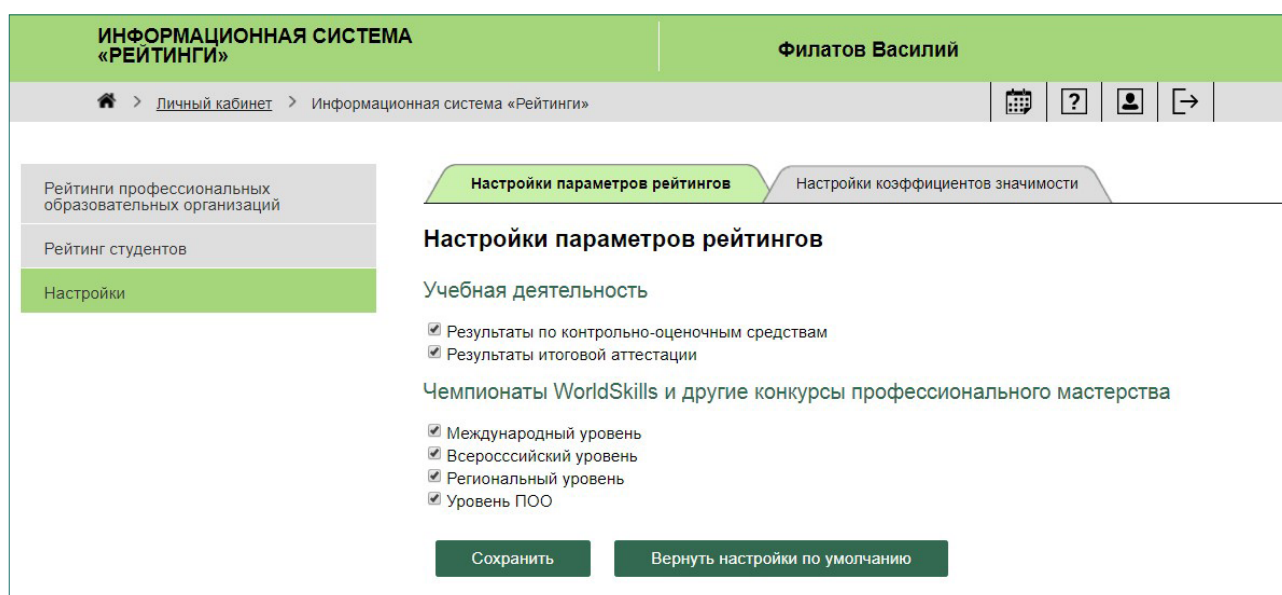 ИНФОРМАЦИОННАЯ СИСТЕМА
«РЕЙТИНГИ»
Филатов Василий
> Личный кабинет > Информационная система «Рейтинги»
?
Рейтинги профессиональных
образовательных организаций
Рейтинг студентов
Настройки
Настройки параметров рейтингов
Настройки коэффициентов значимости
Настройки параметров рейтингов
Учебная деятельность
Результаты по контрольно-оценочным средствам
Результаты итоговой аттестации
Чемпионаты WorldSkills и другие конкурсы профессионального мастерства
Международный уровень
Всеросссийский уровень
Региональный уровень
Уровень ПОО
Сохранить
Вернуть настройки по умолчанию